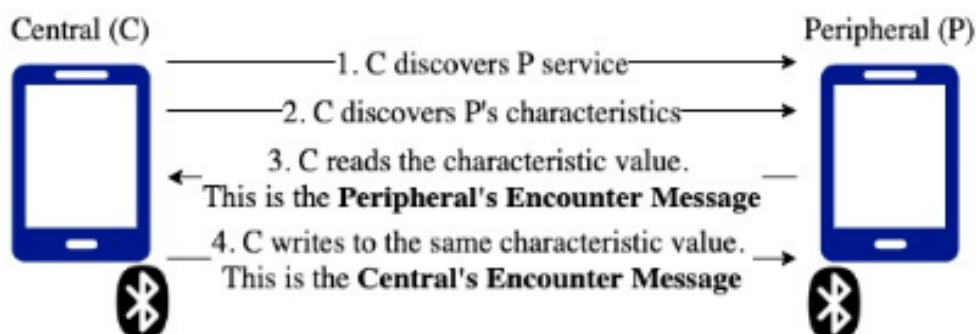 Central (C)
Peripheral (P)
1. C discovers P service
2. C discovers P's characteristics
3. C reads the characteristic value.
This is the Peripheral's Encounter Message
4. C writes to the same characteristic value.
This is the Central's Encounter Message